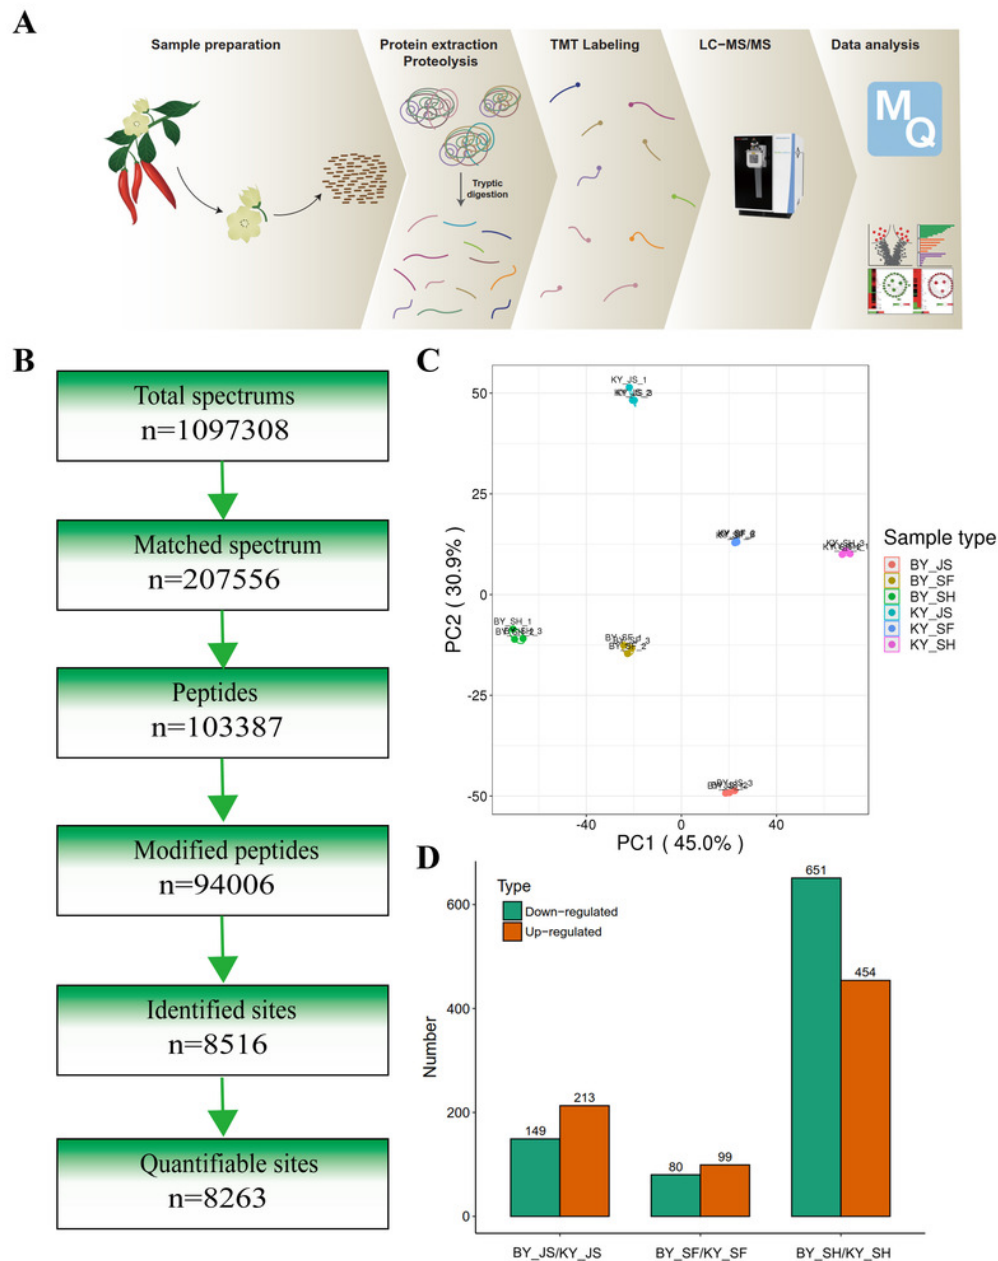 A
Sample preparation
Protein extraction
Proteolysis
TMT Labeling
LC−MS/MS
Data analysis
M
Q
Tryptic
digestion
B
Total spectrums
n=1097308
Matched spectrum
n=207556
Peptides
n=103387
Modified peptides
n=94006
Identified sites
n=8516
Quantifiable sites
n=8263
C
PC2 ( 30.9% )
50
25
0
-25
-50
KY_JS_1
BY_SH_1
BY_SF_2
-40
0
40
PC1 ( 45.0% )
Sample type
BY_JS
BY_SF
BY_SH
KY_JS
KY_SF
KY_SH
D
Type
Down−regulated
Up−regulated
Number
600
400
200
0
149
213
80
99
651
454
BY_JS/KY_JS
BY_SF/KY_SF
BY_SH/KY_SH